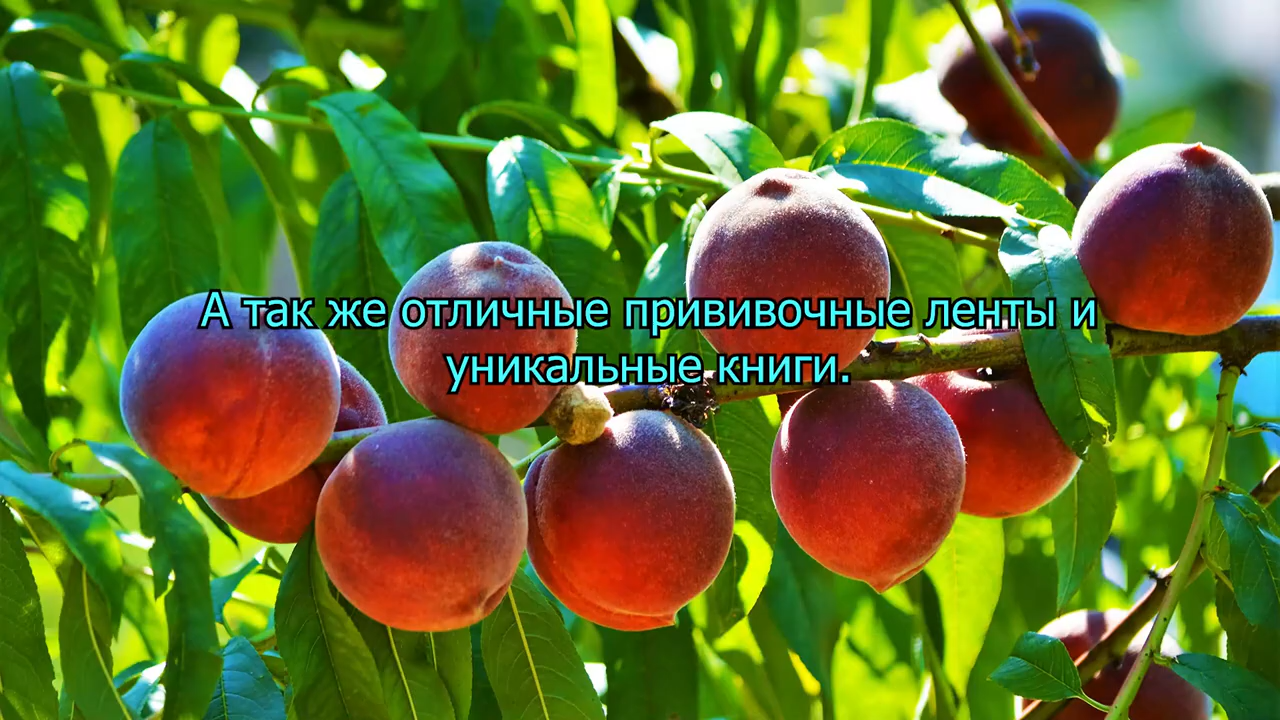 А так же отличные прививочные ленты и
уникальные книги.